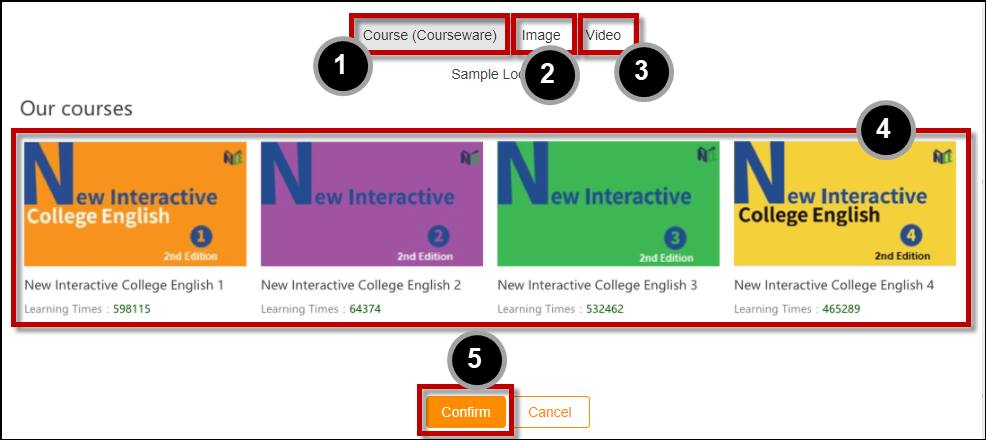 Course (Courseware) Image Video
1 2 3
Sample
Our courses
4
New Interactive
College English
1
2nd Edition
New Interactive
2
2nd Edition
New Interactive
3
2nd Edition
New Interactive
College English
4
2nd Edition
New Interactive College English 1
Learning Times : 598115
New Interactive College English 2
Learning Times : 64374
New Interactive College English 3
Learning Times : 532462
New Interactive College English 4
Learning Times : 465289
5
Confirm Cancel